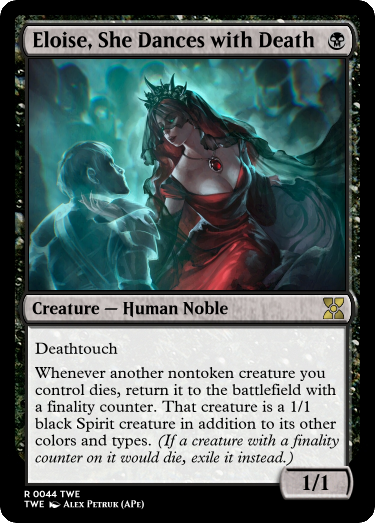 Eloise, She Dances with Death
Creature — Human Noble
Deathtouch
Whenever another nontoken creature you
control dies, return it to the battlefield with
a finality counter. That creature is a 1/1
black Spirit creature in addition to its other
colors and types. (If a creature with a finality
counter on it would die, exile it instead.)
1/1
R 0044 TWE
TWE Alex Petruk (APe)